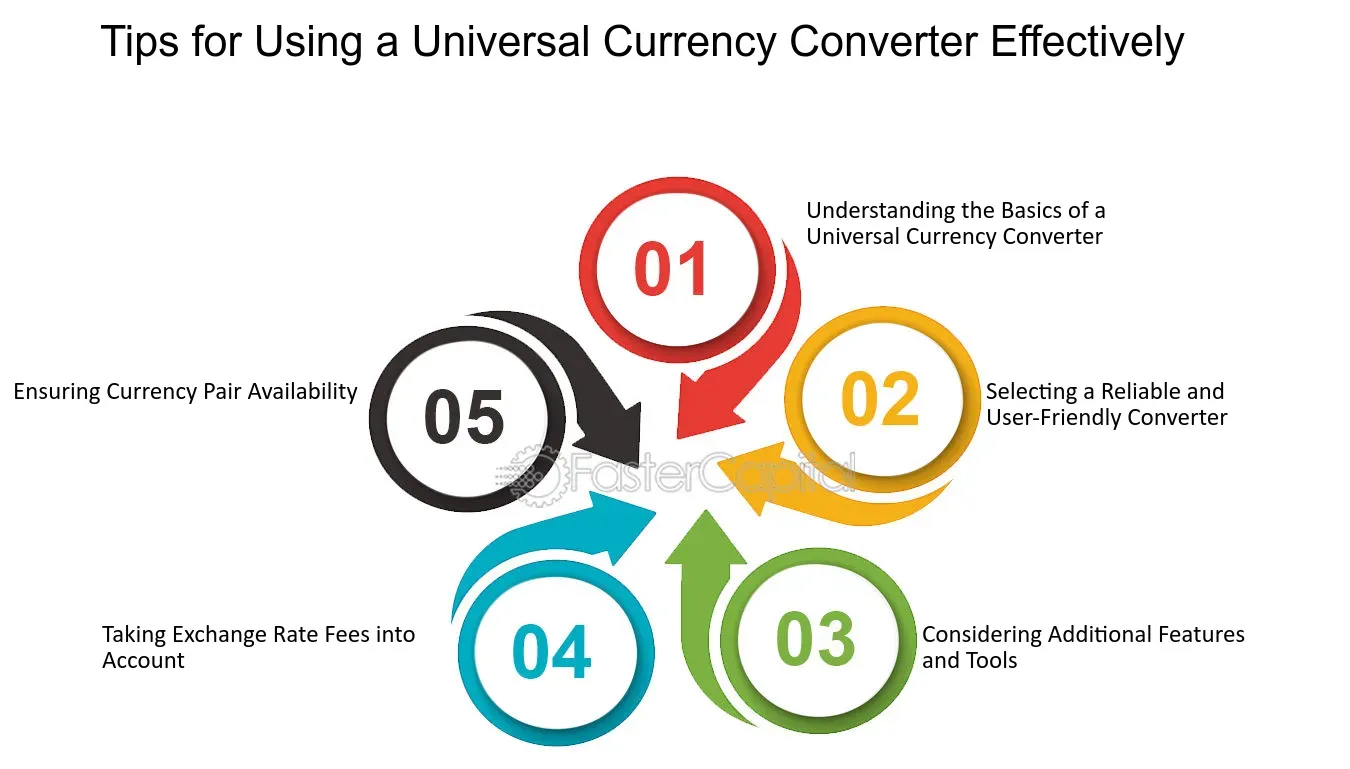 Tips for Using a Universal Currency Converter Effectively
01
Understanding the Basics of a
Universal Currency Converter
02
Selecting a Reliable and
User-Friendly Converter
03
Considering Additional Features
and Tools
04
Taking Exchange Rate Fees into
Account
05
Ensuring Currency Pair Availability
FasterCapital